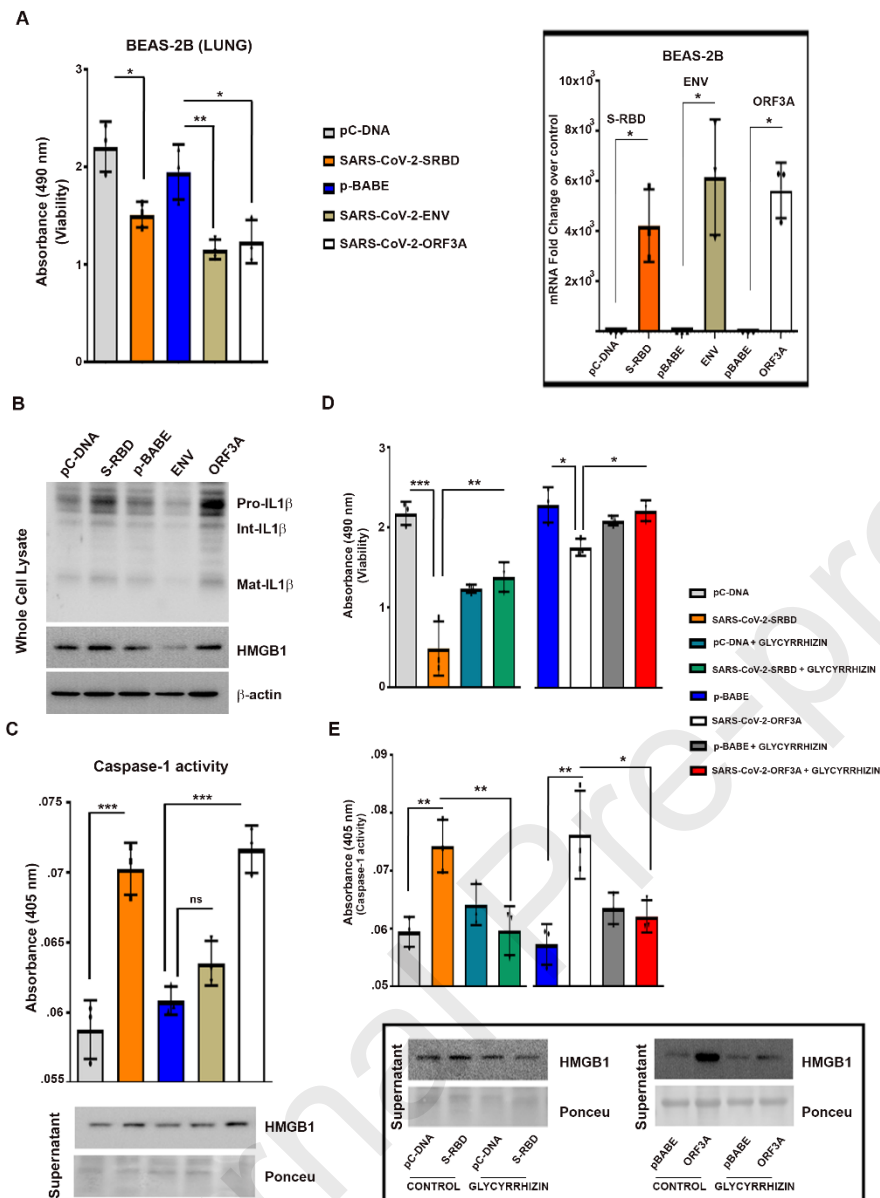 A
BEAS-2B (LUNG)
Absorbance (490 nm)
(Viability)
2
1
0
*
*
**
pC-DNA
SARS-CoV-2-SRBD
p-BABE
SARS-CoV-2-ENV
SARS-CoV-2-ORF3A
BEAS-2B
mRNA Fold Change over control
10x10³
8x10³
6x10³
4x10³
2x10³
0
S-RBD
*
ENV
*
ORF3A
*
pC-DNA
S-RBD
pBABE
ENV
pBABE
ORF3A
B
pC-DNA
S-RBD
p-BABE
ENV
ORF3A
Whole Cell Lysate
Pro-IL1β
Int-IL1β
Mat-IL1β
HMGB1
β-actin
C
Caspase-1 activity
Absorbance (405 nm)
.075
.07
.065
.06
.055
***
***
ns
Supernatant
HMGB1
Ponceu
D
Absorbance (490 nm)
(Viability)
3
2
1
0
***
**
*
*
pC-DNA
SARS-CoV-2-SRBD
pC-DNA + GLYCYRRHIZIN
SARS-CoV-2-SRBD + GLYCYRRHIZIN
p-BABE
SARS-CoV-2-ORF3A
p-BABE + GLYCYRRHIZIN
SARS-CoV-2-ORF3A + GLYCYRRHIZIN
E
Absorbance (405 nm)
(Caspase-1 activity)
.09
.08
.07
.06
.05
**
**
**
*
Supernatant
HMGB1
Ponceu
pC-DNA
S-RBD
pC-DNA
S-RBD
CONTROL
GLYCYRRHIZIN
Supernatant
HMGB1
Ponceu
pBABE
ORF3A
pBABE
ORF3A
CONTROL
GLYCYRRHIZIN
rnal Pre-pro